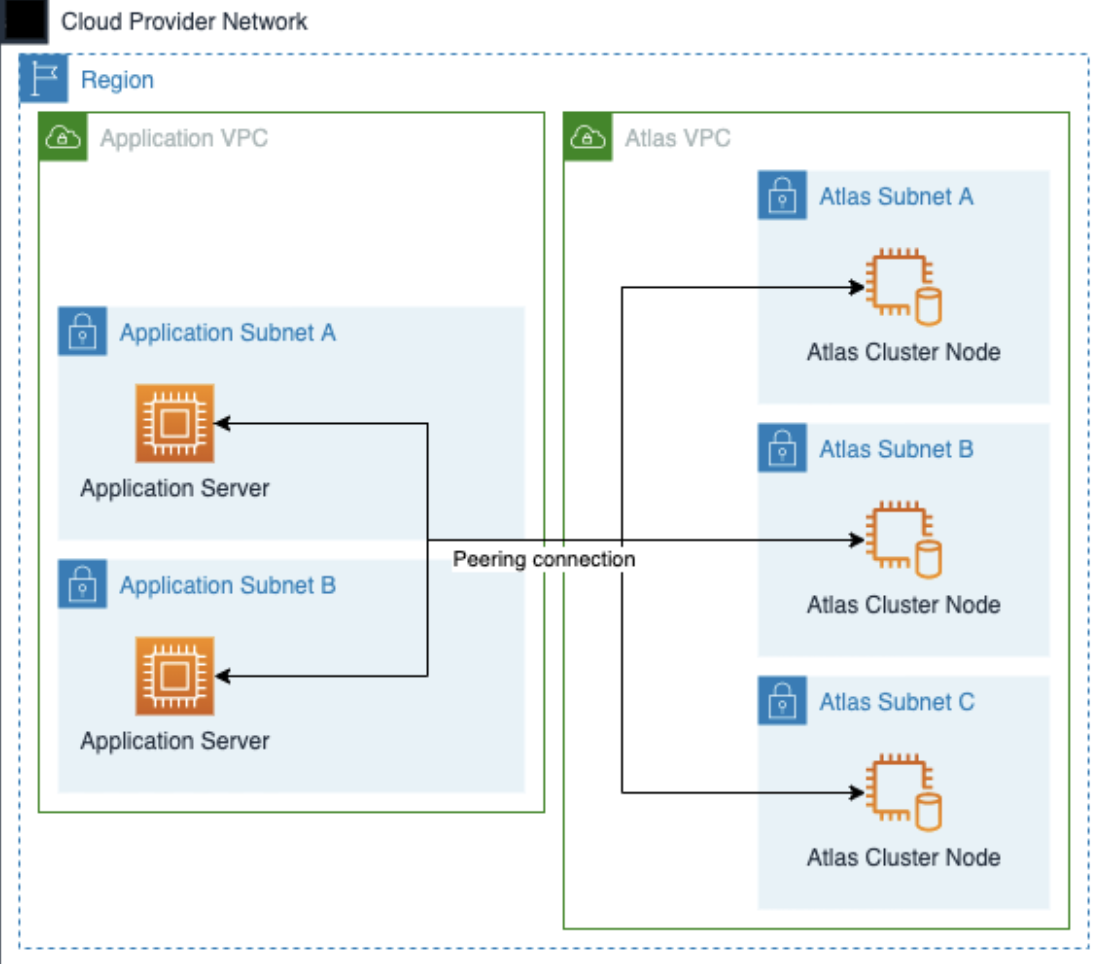 Cloud Provider Network
Region
Application VPC
Atlas VPC
Atlas Subnet A
Atlas Cluster Node
Application Subnet A
Application Server
Atlas Subnet B
Atlas Cluster Node
Peering connection
Application Subnet B
Application Server
Atlas Subnet C
Atlas Cluster Node